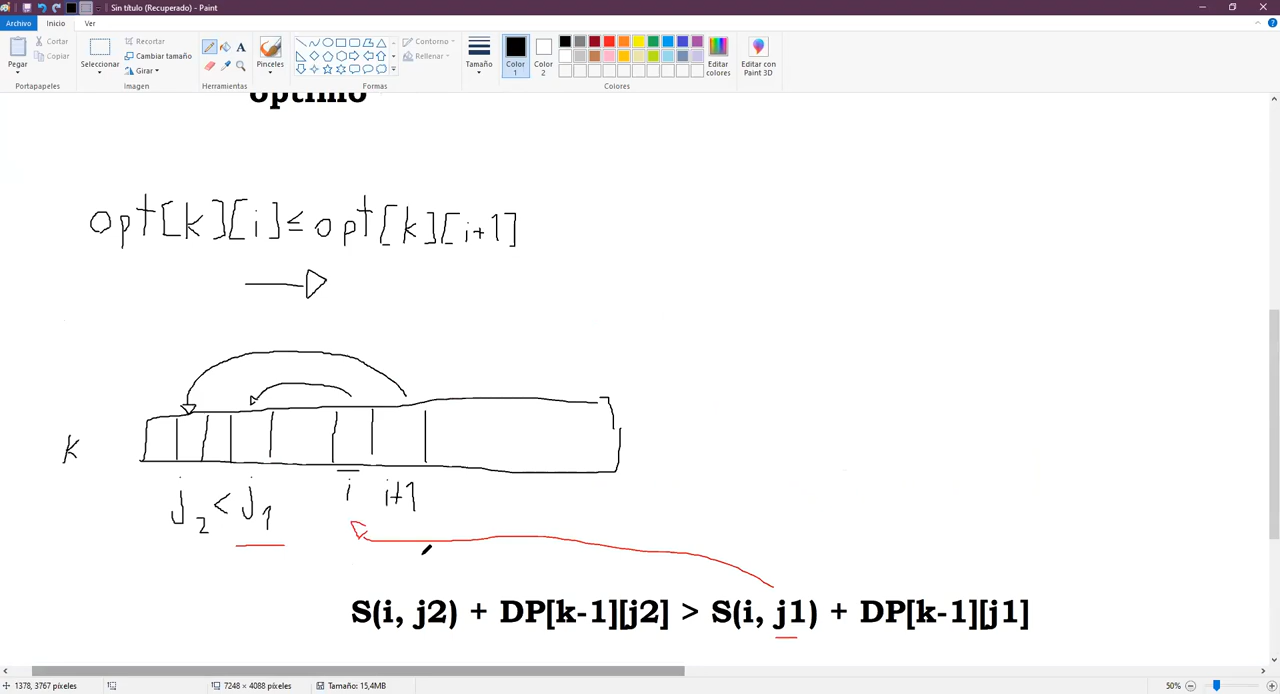 Sin título (Recuperado) - Paint
Archivo Inicio Ver
Pegar
Cortar
Copiar
Portapapeles
Seleccionar
Recortar
Cambiar tamaño
Girar
Imagen
A
Herramientas
Pinceles
Contorno
Rellenar
Formas
Tamaño
Color 1
Color 2
Editar colores
Editar con Paint 3D
Colores
optimo
opt[k][i] ≤ opt[k][i+1]
k
j2 < j1 i i+1
S(i, j2) + DP[k-1][j2] > S(i, j1) + DP[k-1][j1]
1378, 3767 píxeles 7248 × 4088 píxeles Tamaño: 15,4MB 50%